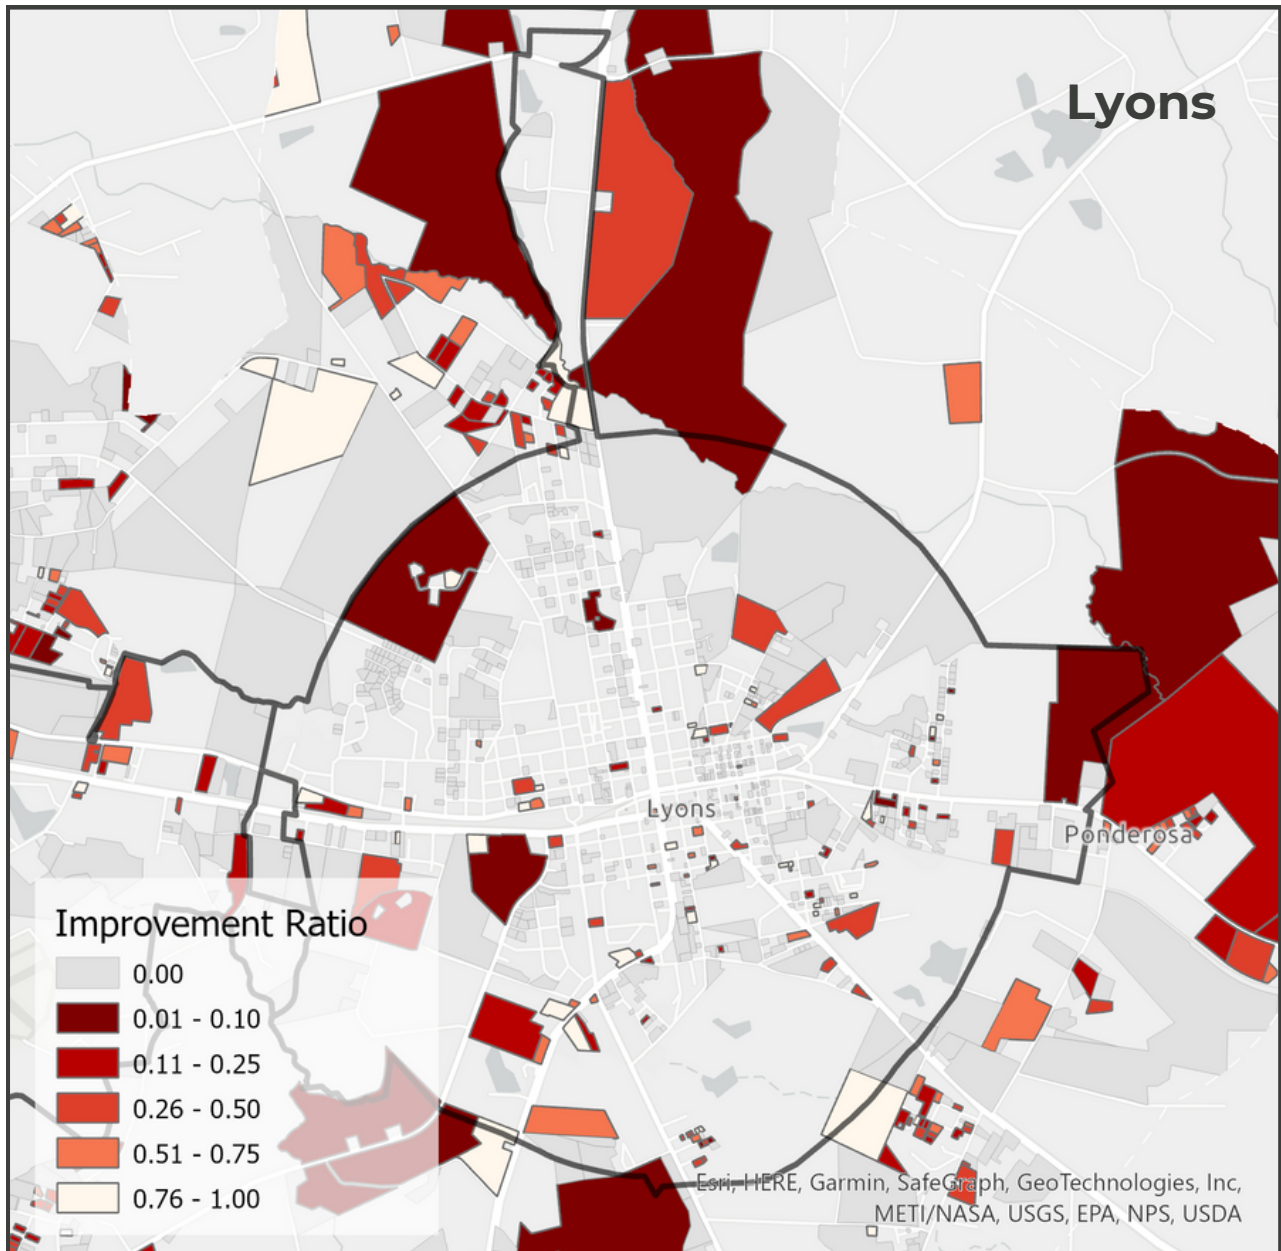 Lyons
Lyons
Ponderosa
Improvement Ratio
0.00
0.01 - 0.10
0.11 - 0.25
0.26 - 0.50
0.51 - 0.75
0.76 - 1.00
Esri, HERE, Garmin, SafeGraph, GeoTechnologies, Inc,
METI/NASA, USGS, EPA, NPS, USDA